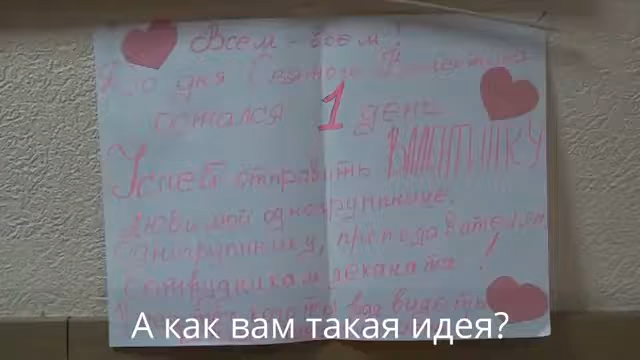 Всем - всем!
До дня Святого Валентина
остался 1 день
Успей отправить ВАЛЕНТИНКУ
любимой одногруппнице,
одногруппнику, преподавателям,
сотрудникам деканата!
А как вам такая идея?